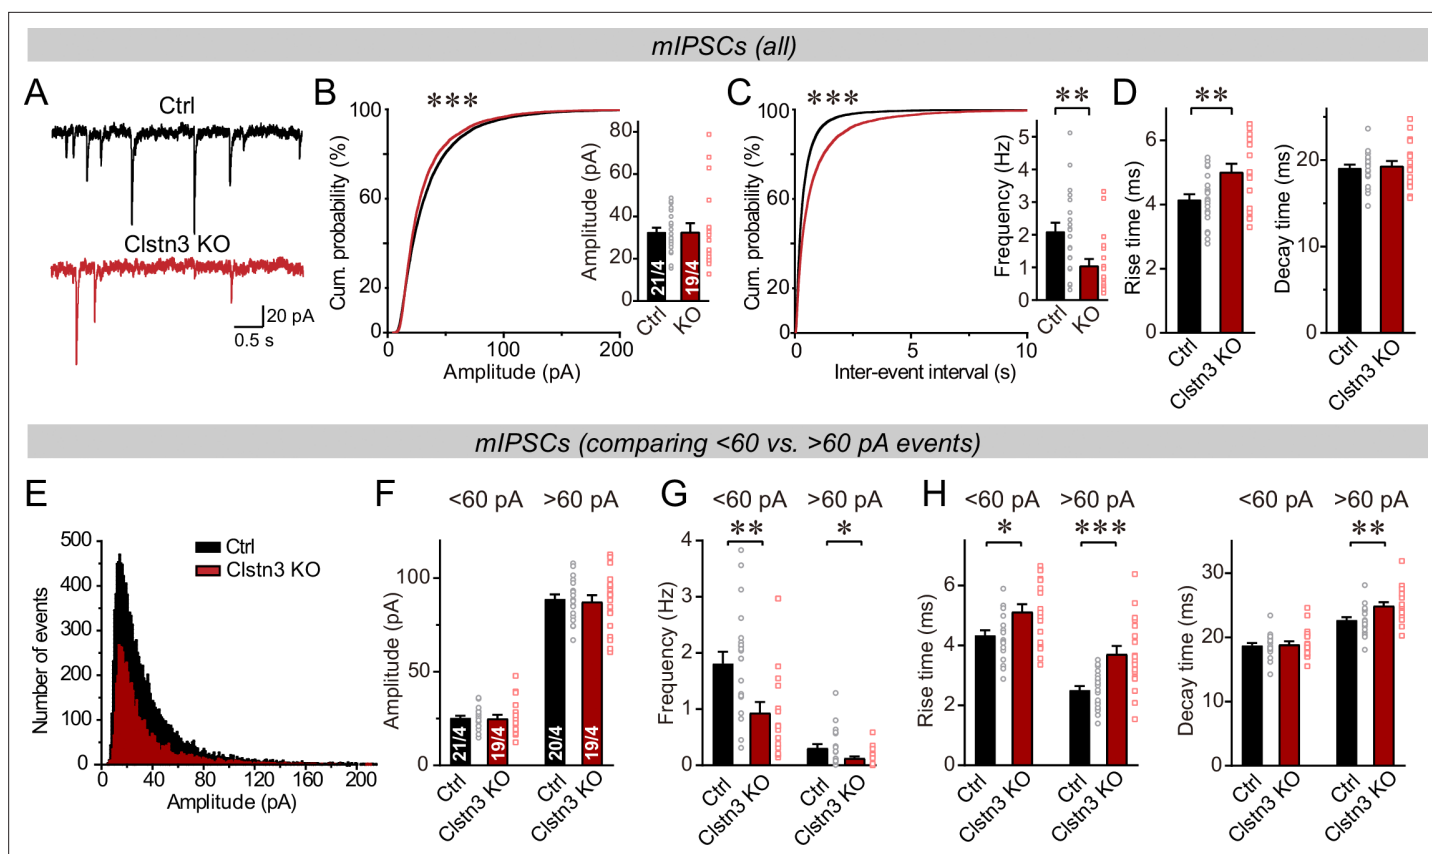 mIPSCs (all)
A
Ctrl
Clstn3 KO
20 pA
0.5 s
B
***
Cum. probability (%)
100
60
20
0
0
100
200
Amplitude (pA)
Amplitude (pA)
80
60
40
20
0
21/4
19/4
Ctrl
KO
C
***
Cum. probability (%)
100
60
20
0
0
5
10
Inter-event interval (s)
**
Frequency (Hz)
5
4
3
2
1
0
Ctrl
KO
D
**
Rise time (ms)
6
4
2
0
Ctrl
Clstn3 KO
Decay time (ms)
20
10
0
Ctrl
Clstn3 KO
mIPSCs (comparing <60 vs. >60 pA events)
E
Number of events
500
450
400
350
300
250
200
100
0
0
40
80
120
160
200
Amplitude (pA)
Ctrl
Clstn3 KO
F
<60 pA
>60 pA
Amplitude (pA)
100
50
0
21/4
19/4
20/4
19/4
Ctrl
Clstn3 KO
Ctrl
Clstn3 KO
G
<60 pA
>60 pA
**
*
Frequency (Hz)
4
3
2
1
0
Ctrl
Clstn3 KO
Ctrl
Clstn3 KO
H
<60 pA
>60 pA
*
***
Rise time (ms)
6
4
2
0
Ctrl
Clstn3 KO
Ctrl
Clstn3 KO
<60 pA
>60 pA
**
Decay time (ms)
30
20
10
0
Ctrl
Clstn3 KO
Ctrl
Clstn3 KO